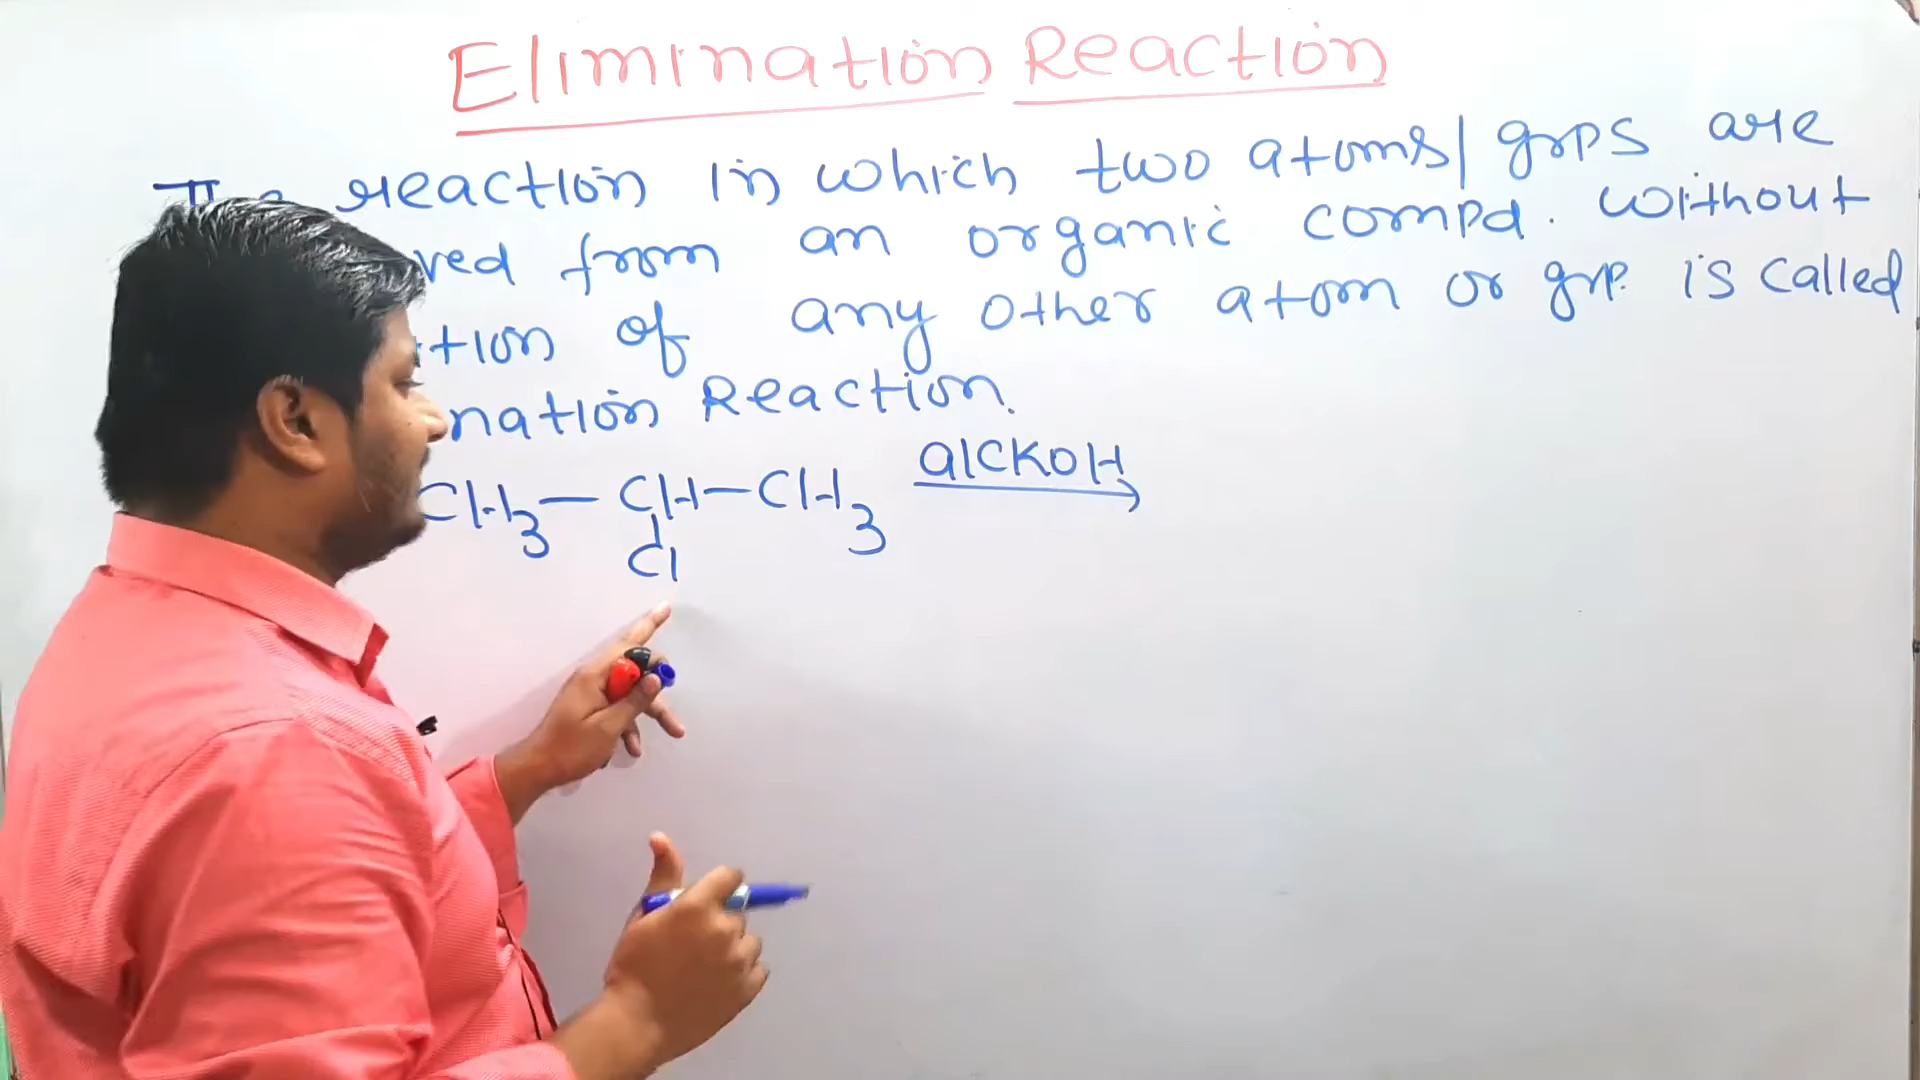 Elimination Reaction
The reaction in which two atoms/grps are
ved from an organic compd. without
tion of any other atom or grp. is called
nation Reaction.
CH3-CH-CH3 alcKOH
Cl